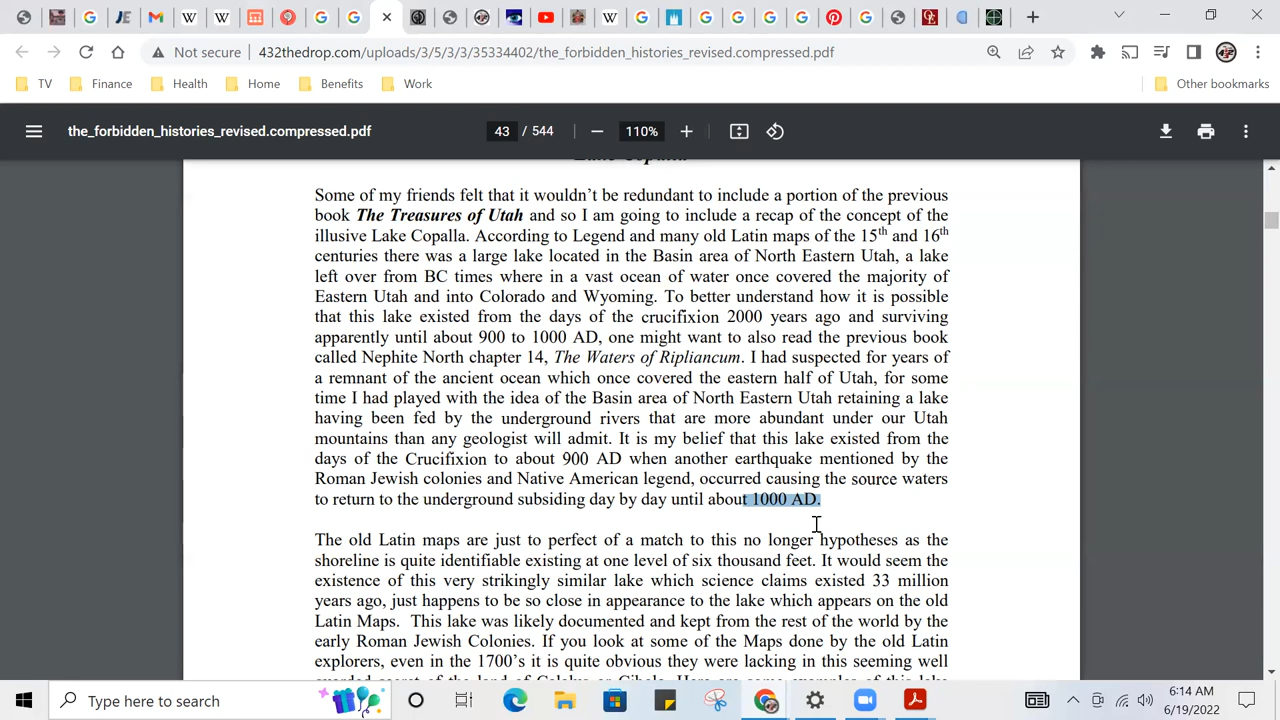 Not secure
432thedrop.com/uploads/3/5/3/3/35334402/the_forbidden_histories_revised.compressed.pdf
TV
Finance
Health
Home
Benefits
Work
Other bookmarks
the_forbidden_histories_revised.compressed.pdf
43 / 544
110%
Lake Copalla
Some of my friends felt that it wouldn't be redundant to include a portion of the previous
book The Treasures of Utah and so I am going to include a recap of the concept of the
illusive Lake Copalla. According to Legend and many old Latin maps of the 15th and 16th
centuries there was a large lake located in the Basin area of North Eastern Utah, a lake
left over from BC times where in a vast ocean of water once covered the majority of
Eastern Utah and into Colorado and Wyoming. To better understand how it is possible
that this lake existed from the days of the crucifixion 2000 years ago and surviving
apparently until about 900 to 1000 AD, one might want to also read the previous book
called Nephite North chapter 14, The Waters of Ripliancum. I had suspected for years of
a remnant of the ancient ocean which once covered the eastern half of Utah, for some
time I had played with the idea of the Basin area of North Eastern Utah retaining a lake
having been fed by the underground rivers that are more abundant under our Utah
mountains than any geologist will admit. It is my belief that this lake existed from the
days of the Crucifixion to about 900 AD when another earthquake mentioned by the
Roman Jewish colonies and Native American legend, occurred causing the source waters
to return to the underground subsiding day by day until about 1000 AD.
The old Latin maps are just to perfect of a match to this no longer hypotheses as the
shoreline is quite identifiable existing at one level of six thousand feet. It would seem the
existence of this very strikingly similar lake which science claims existed 33 million
years ago, just happens to be so close in appearance to the lake which appears on the old
Latin Maps. This lake was likely documented and kept from the rest of the world by the
early Roman Jewish Colonies. If you look at some of the Maps done by the old Latin
explorers, even in the 1700's it is quite obvious they were lacking in this seeming well
Type here to search
6:14 AM
6/19/2022